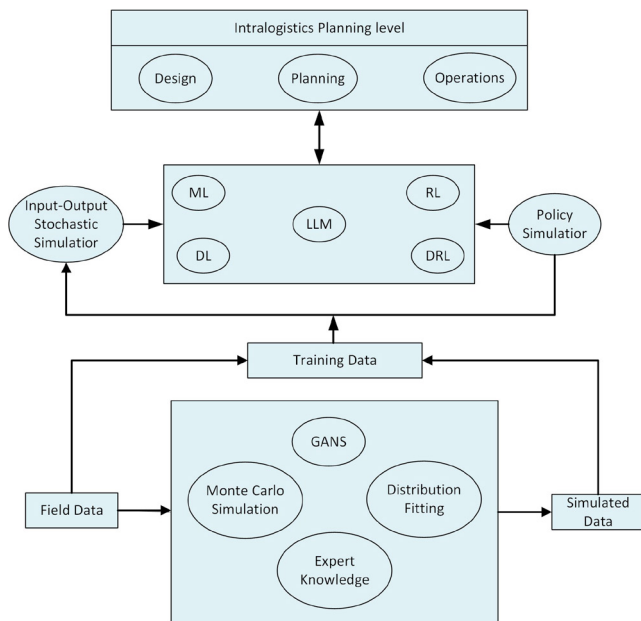 Intralogistics Planning level
Design
Planning
Operations
ML
RL
Input-Output
Stochastic
Simulatior
LLM
Policy
Simulatior
DL
DRL
Training Data
GANS
Monte Carlo
Simulation
Distribution
Fitting
Field Data
Simulated
Data
Expert
Knowledge